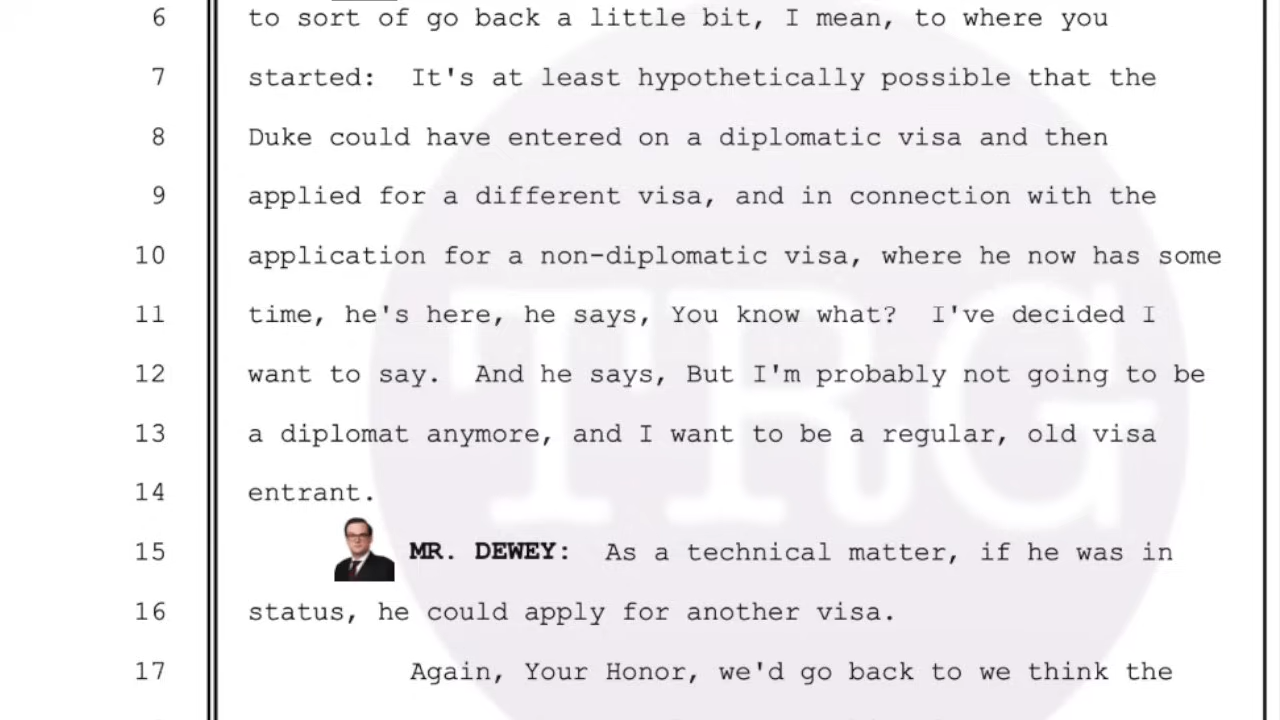 6 to sort of go back a little bit, I mean, to where you
7 started: It's at least hypothetically possible that the
8 Duke could have entered on a diplomatic visa and then
9 applied for a different visa, and in connection with the
10 application for a non-diplomatic visa, where he now has some
11 time, he's here, he says, You know what? I've decided I
12 want to say. And he says, But I'm probably not going to be
13 a diplomat anymore, and I want to be a regular, old visa
14 entrant.
15 MR. DEWEY: As a technical matter, if he was in
16 status, he could apply for another visa.
17 Again, Your Honor, we'd go back to we think the
TRG